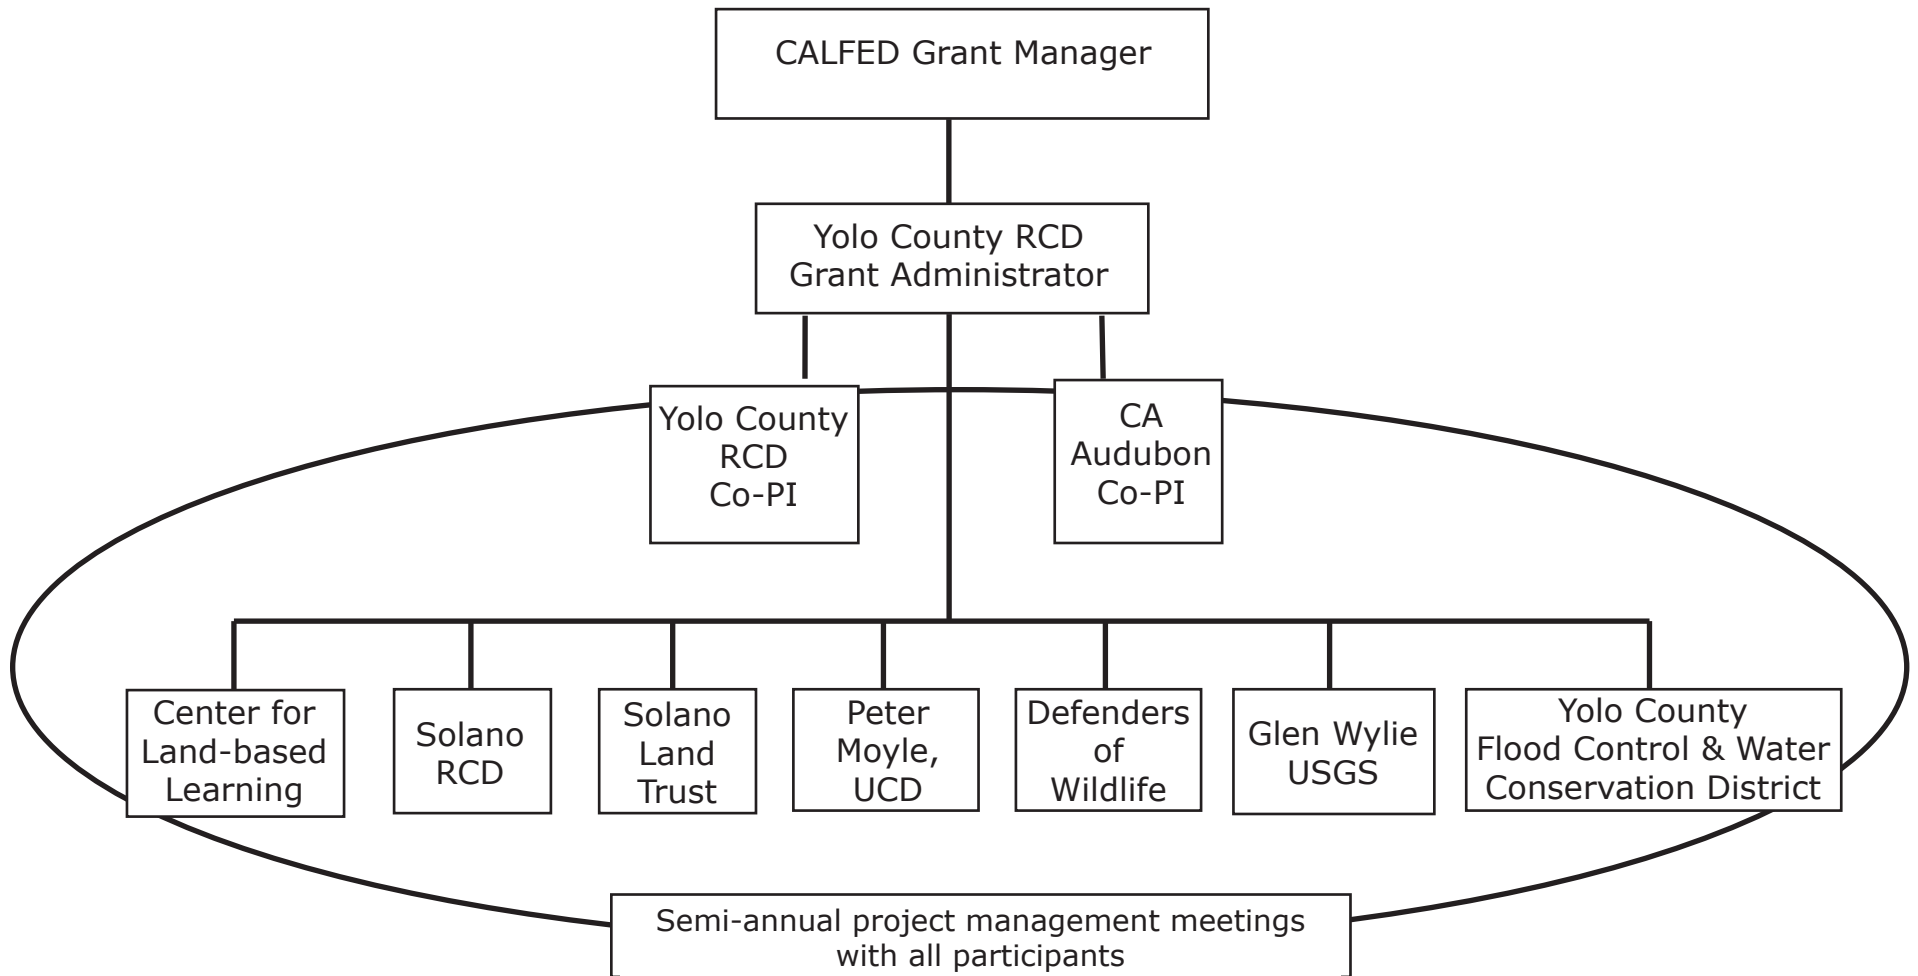 CALFED Grant Manager
Yolo County RCD
Grant Administrator
Yolo County
RCD
Co-PI
CA
Audubon
Co-PI
Center for
Land-based
Learning
Solano
RCD
Solano
Land
Trust
Peter
Moyle,
UCD
Defenders
of
Wildlife
Glen Wylie
USGS
Yolo County
Flood Control & Water
Conservation District
Semi-annual project management meetings
with all participants